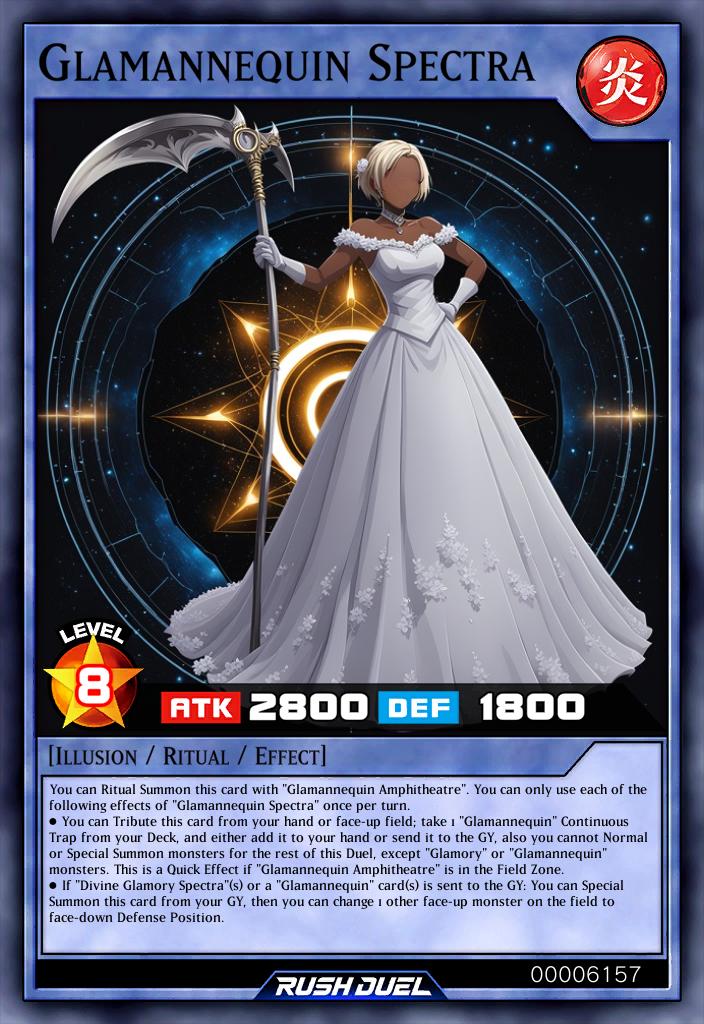 Glamannequin Spectra
炎
LEVEL
8
ATK 2800 DEF 1800
[Illusion / Ritual / Effect]
You can Ritual Summon this card with "Glamannequin Amphitheatre". You can only use each of the
following effects of "Glamannequin Spectra" once per turn.
● You can Tribute this card from your hand or face-up field; take 1 "Glamannequin" Continuous
Trap from your Deck, and either add it to your hand or send it to the GY, also you cannot Normal
or Special Summon monsters for the rest of this Duel, except "Glamory" or "Glamannequin"
monsters. This is a Quick Effect if "Glamannequin Amphitheatre" is in the Field Zone.
● If "Divine Glamory Spectra"(s) or a "Glamannequin" card(s) is sent to the GY: You can Special
Summon this card from your GY, then you can change 1 other face-up monster on the field to
face-down Defense Position.
00006157
RUSH DUEL